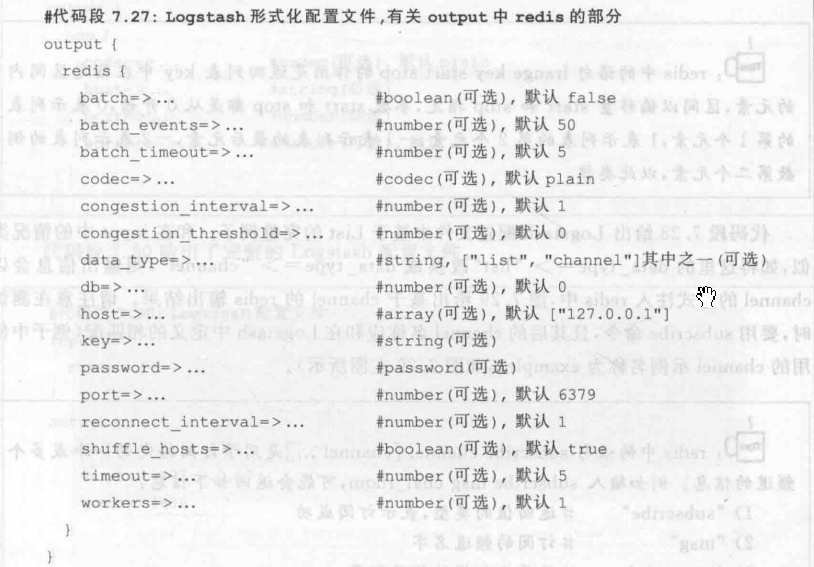 #代码段 7.27: Logstash 形式化配置文件,有关 output 中 redis 的部分
output {
redis {
batch=>... #boolean(可选), 默认 false
batch_events=>... #number(可选), 默认 50
batch_timeout=>... #number(可选), 默认 5
codec=>... #codec(可选), 默认 plain
congestion_interval=>... #number(可选), 默认 1
congestion_threshold=>... #number(可选), 默认 0
data_type=>... #string, ["list", "channel"]其中之一(可选)
db=>... #number(可选), 默认 0
host=>... #array(可选), 默认 ["127.0.0.1"]
key=>... #string(可选)
password=>... #password(可选)
port=>... #number(可选), 默认 6379
reconnect_interval=>... #number(可选), 默认 1
shuffle_hosts=>... #boolean(可选), 默认 true
timeout=>... #number(可选), 默认 5
workers=>... #number(可选), 默认 1
}
}